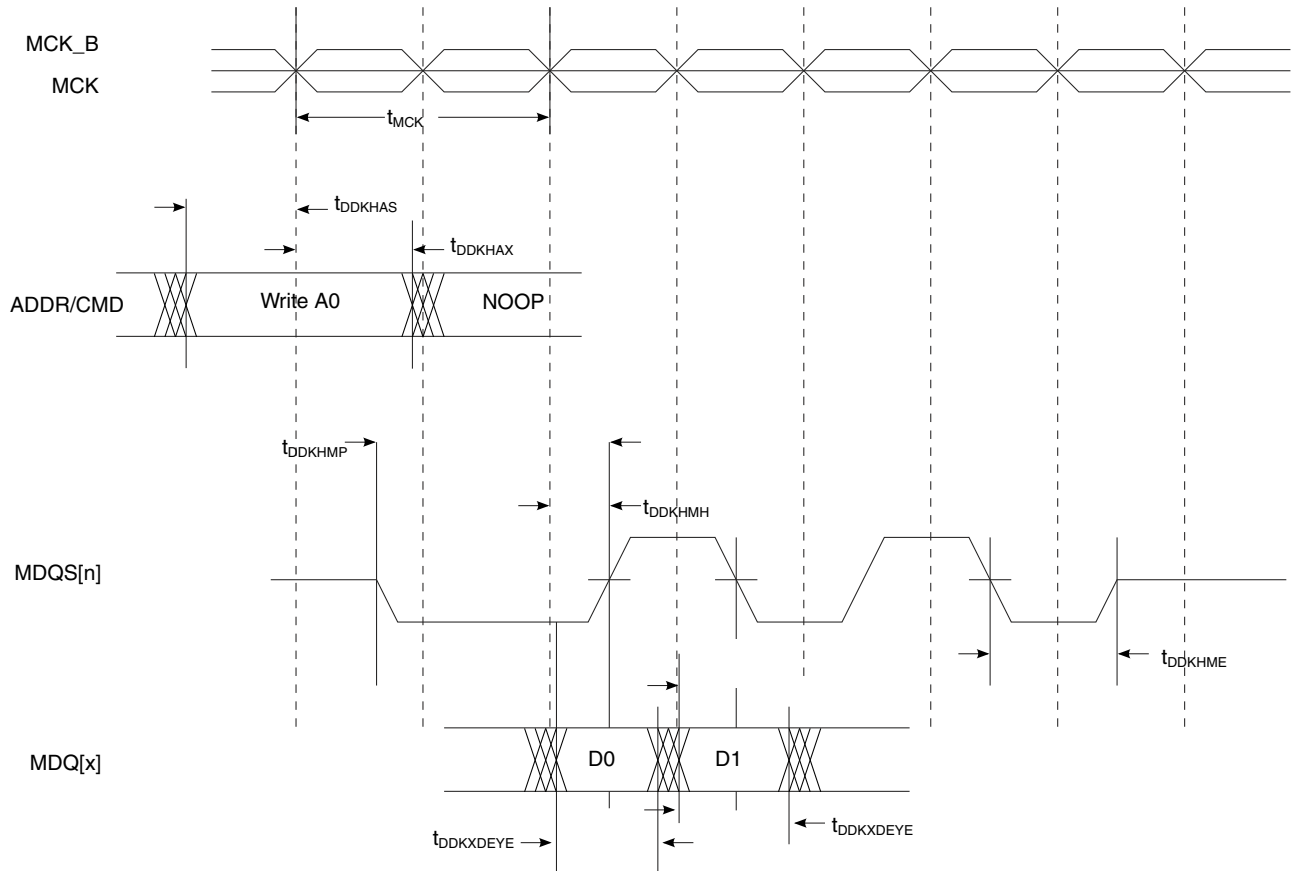 MCK_B
MCK
tMCK
tDDKHAS
tDDKHAX
ADDR/CMD
Write A0
NOOP
tDDKHMP
tDDKHMH
MDQS[n]
tDDKHME
MDQ[x]
D0
D1
tDDKXDEYE
tDDKXDEYE